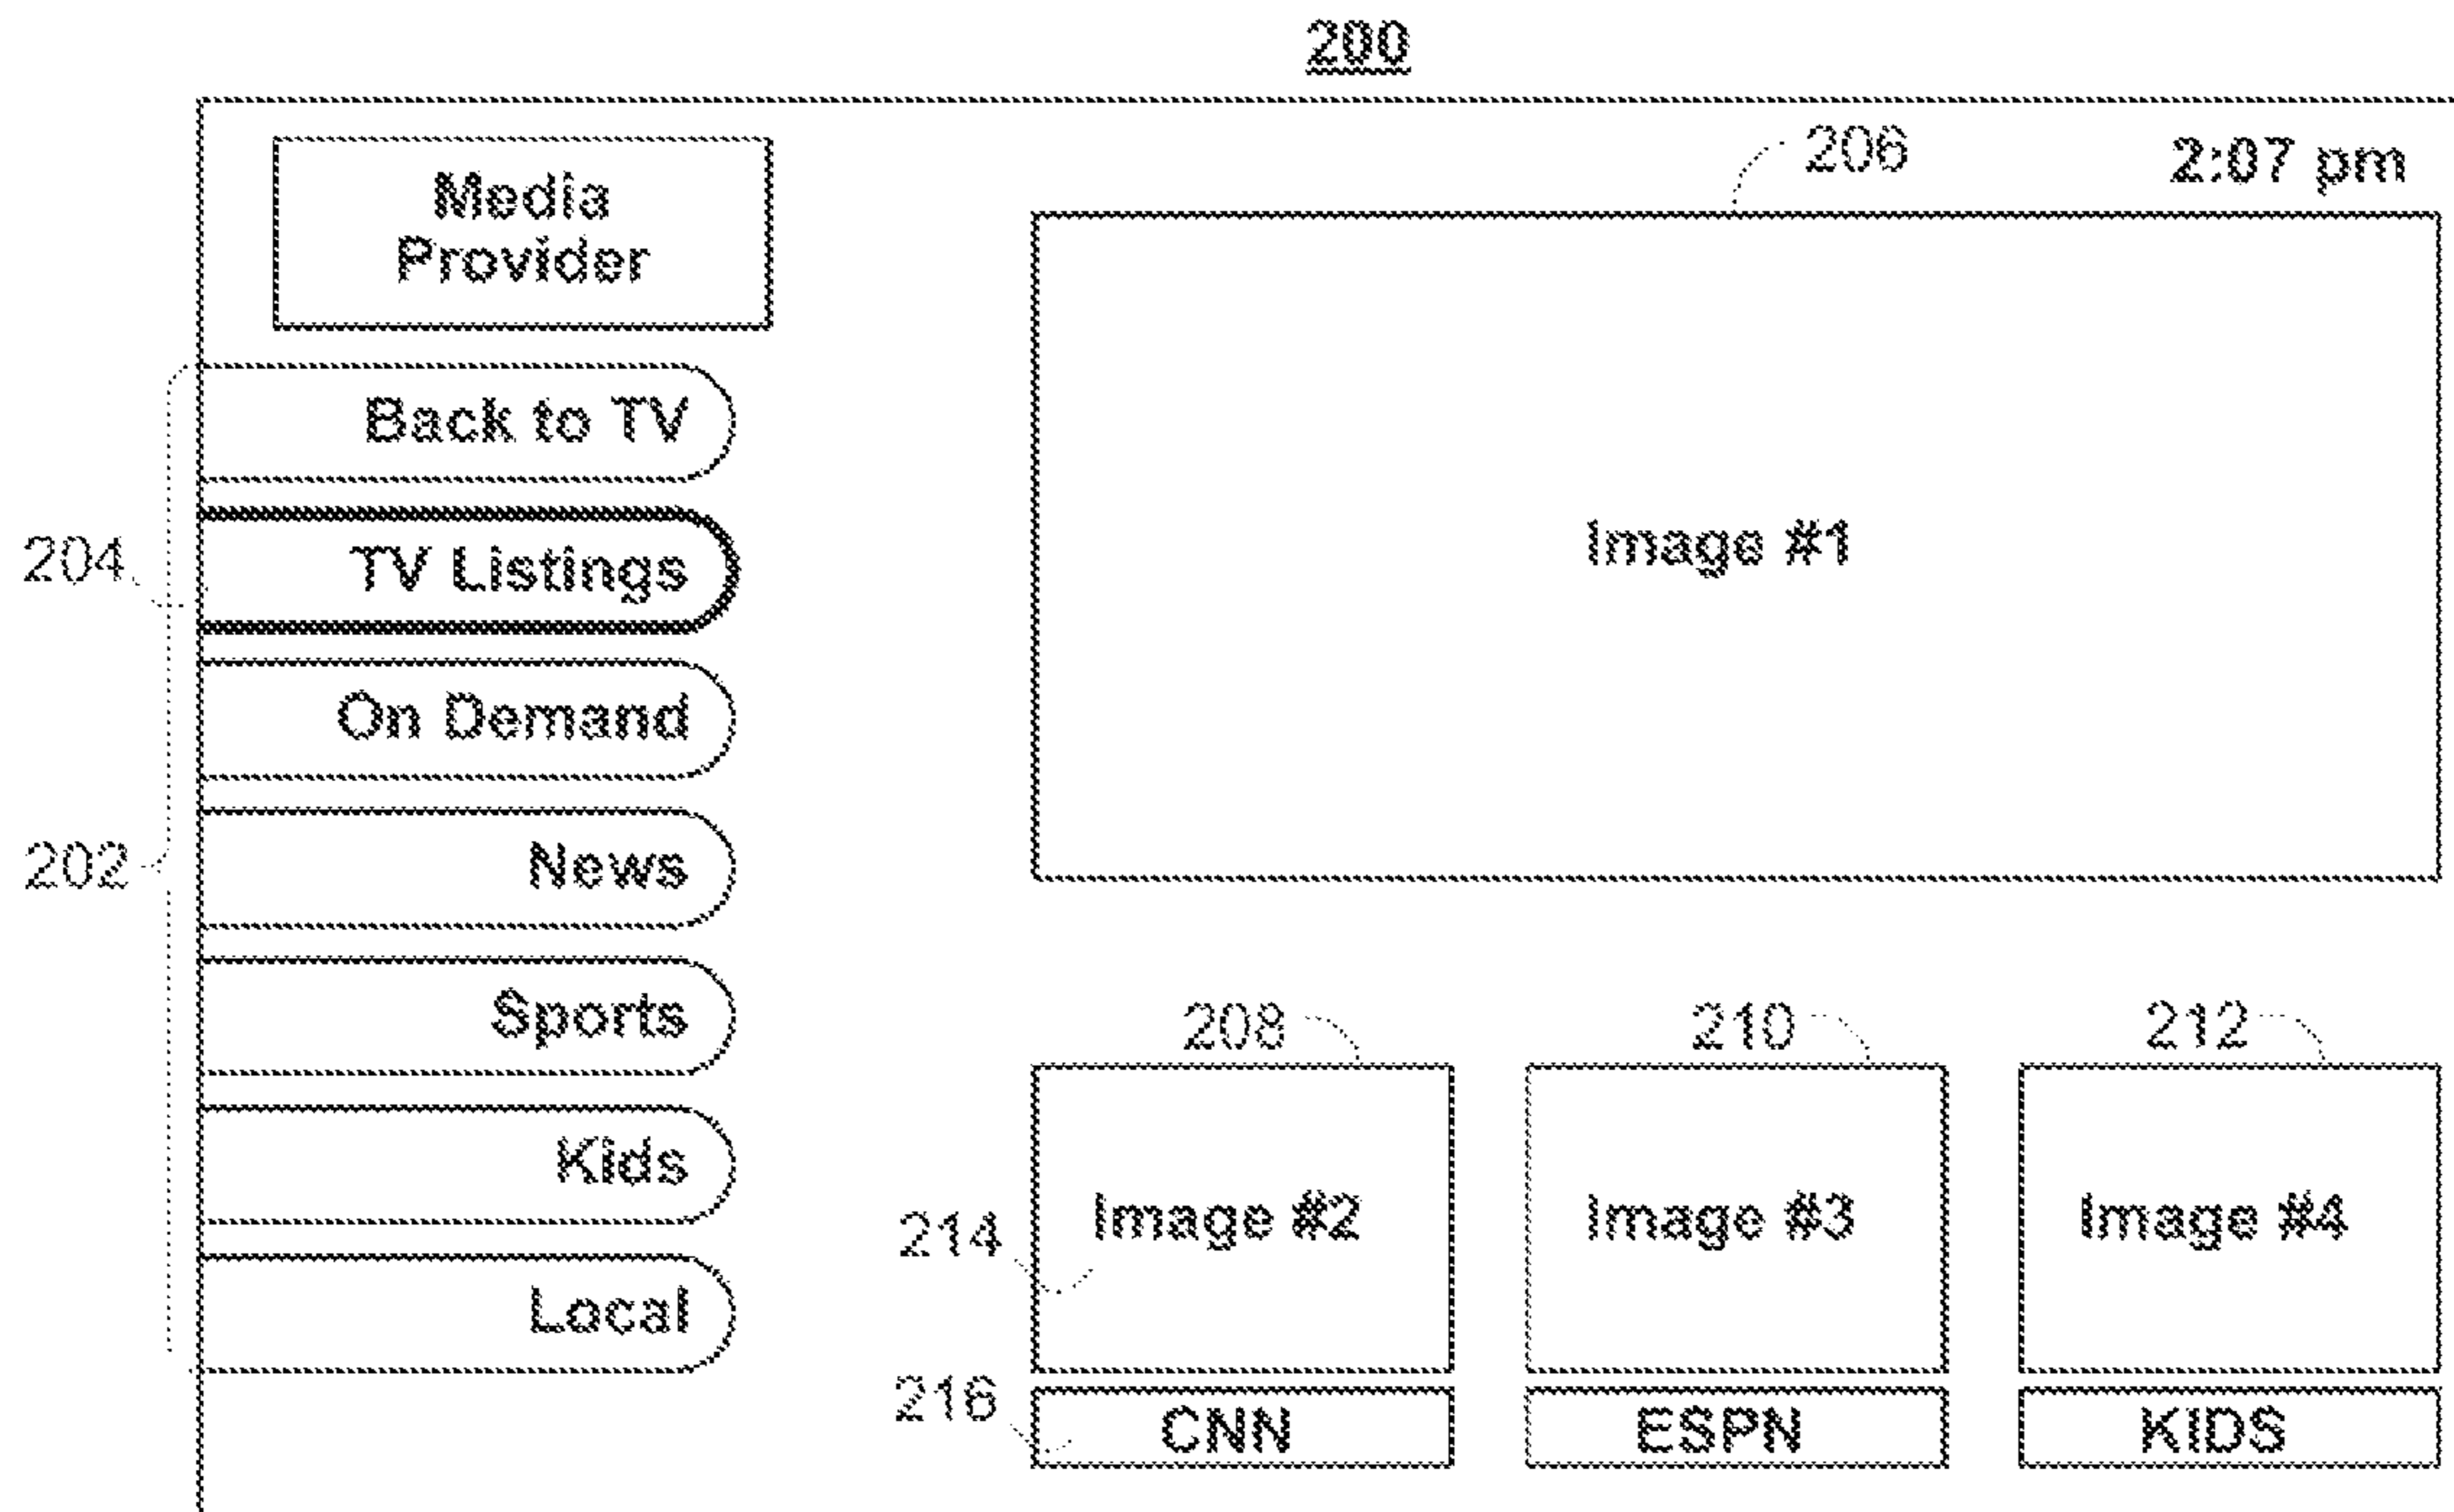 200
206
2:07 pm
Media
Provider
Back to TV
204
TV Listings
On Demand
202
News
Sports
Kids
Local
Image #1
208
210
212
214
Image #2
Image #3
Image #4
216
CNN
ESPN
KIDS